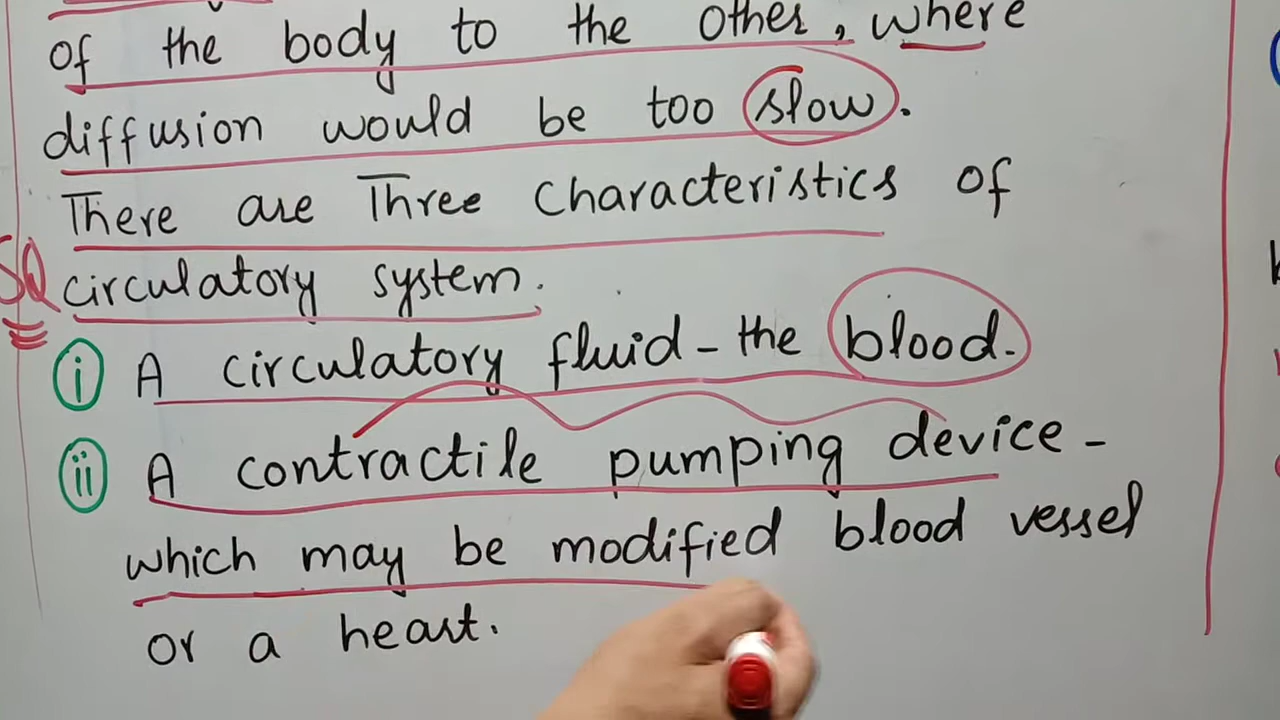 of the body to the other, where
diffusion would be too slow.
There are Three characteristics of
SQ circulatory system.
i A circulatory fluid - the blood.
ii A contractile pumping device -
which may be modified blood vessel
or a heart.